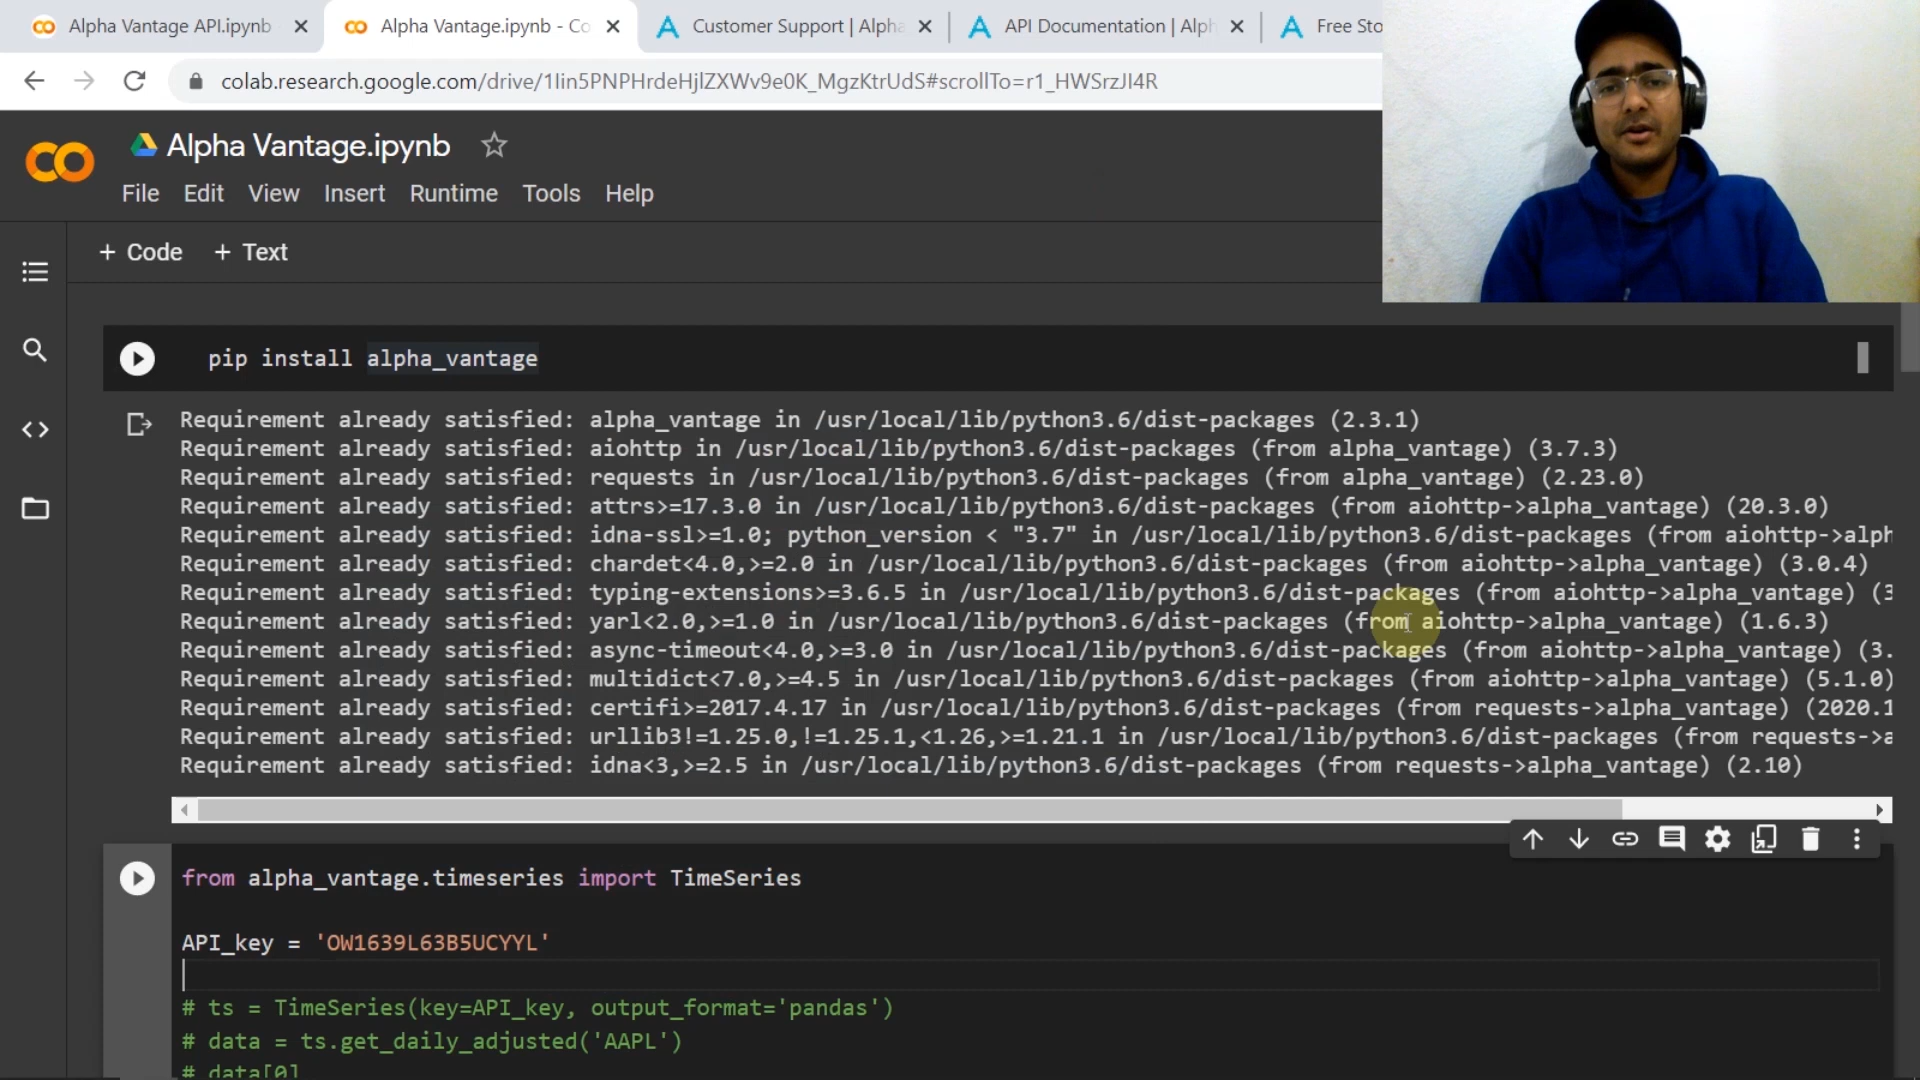 Alpha Vantage API.ipynb
Alpha Vantage.ipynb - Co
Customer Support | Alpha
API Documentation | Alph
Free Sto
colab.research.google.com/drive/1Iin5PNPHrdeHjlZXWv9e0K_MgzKtrUdS#scrollTo=r1_HWSrzJI4R
CO
Alpha Vantage.ipynb
File Edit View Insert Runtime Tools Help
+ Code + Text
pip install alpha_vantage
Requirement already satisfied: alpha_vantage in /usr/local/lib/python3.6/dist-packages (2.3.1)
Requirement already satisfied: aiohttp in /usr/local/lib/python3.6/dist-packages (from alpha_vantage) (3.7.3)
Requirement already satisfied: requests in /usr/local/lib/python3.6/dist-packages (from alpha_vantage) (2.23.0)
Requirement already satisfied: attrs>=17.3.0 in /usr/local/lib/python3.6/dist-packages (from aiohttp->alpha_vantage) (20.3.0)
Requirement already satisfied: idna-ssl>=1.0; python_version < "3.7" in /usr/local/lib/python3.6/dist-packages (from aiohttp->alph
Requirement already satisfied: chardet<4.0,>=2.0 in /usr/local/lib/python3.6/dist-packages (from aiohttp->alpha_vantage) (3.0.4)
Requirement already satisfied: typing-extensions>=3.6.5 in /usr/local/lib/python3.6/dist-packages (from aiohttp->alpha_vantage) (3
Requirement already satisfied: yarl<2.0,>=1.0 in /usr/local/lib/python3.6/dist-packages (from aiohttp->alpha_vantage) (1.6.3)
Requirement already satisfied: async-timeout<4.0,>=3.0 in /usr/local/lib/python3.6/dist-packages (from aiohttp->alpha_vantage) (3.
Requirement already satisfied: multidict<7.0,>=4.5 in /usr/local/lib/python3.6/dist-packages (from aiohttp->alpha_vantage) (5.1.0)
Requirement already satisfied: certifi>=2017.4.17 in /usr/local/lib/python3.6/dist-packages (from requests->alpha_vantage) (2020.1
Requirement already satisfied: urllib3!=1.25.0,!=1.25.1,<1.26,>=1.21.1 in /usr/local/lib/python3.6/dist-packages (from requests->a
Requirement already satisfied: idna<3,>=2.5 in /usr/local/lib/python3.6/dist-packages (from requests->alpha_vantage) (2.10)
from alpha_vantage.timeseries import TimeSeries
API_key = 'OW1639L63B5UCYYL'
# ts = TimeSeries(key=API_key, output_format='pandas')
# data = ts.get_daily_adjusted('AAPL')
# data[0]